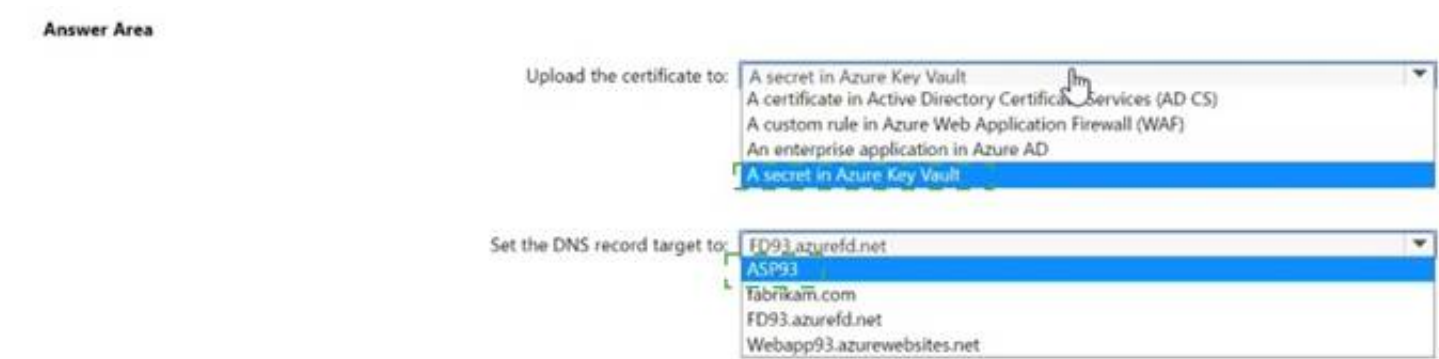 Answer Area
Upload the certificate to: A secret in Azure Key Vault
A certificate in Active Directory Certificate Services (AD CS)
A custom rule in Azure Web Application Firewall (WAF)
An enterprise application in Azure AD
A secret in Azure Key Vault
Set the DNS record target to: FD93.azurefd.net
ASP93
fabrikam.com
FD93.azurefd.net
Webapp93.azurewebsites.net